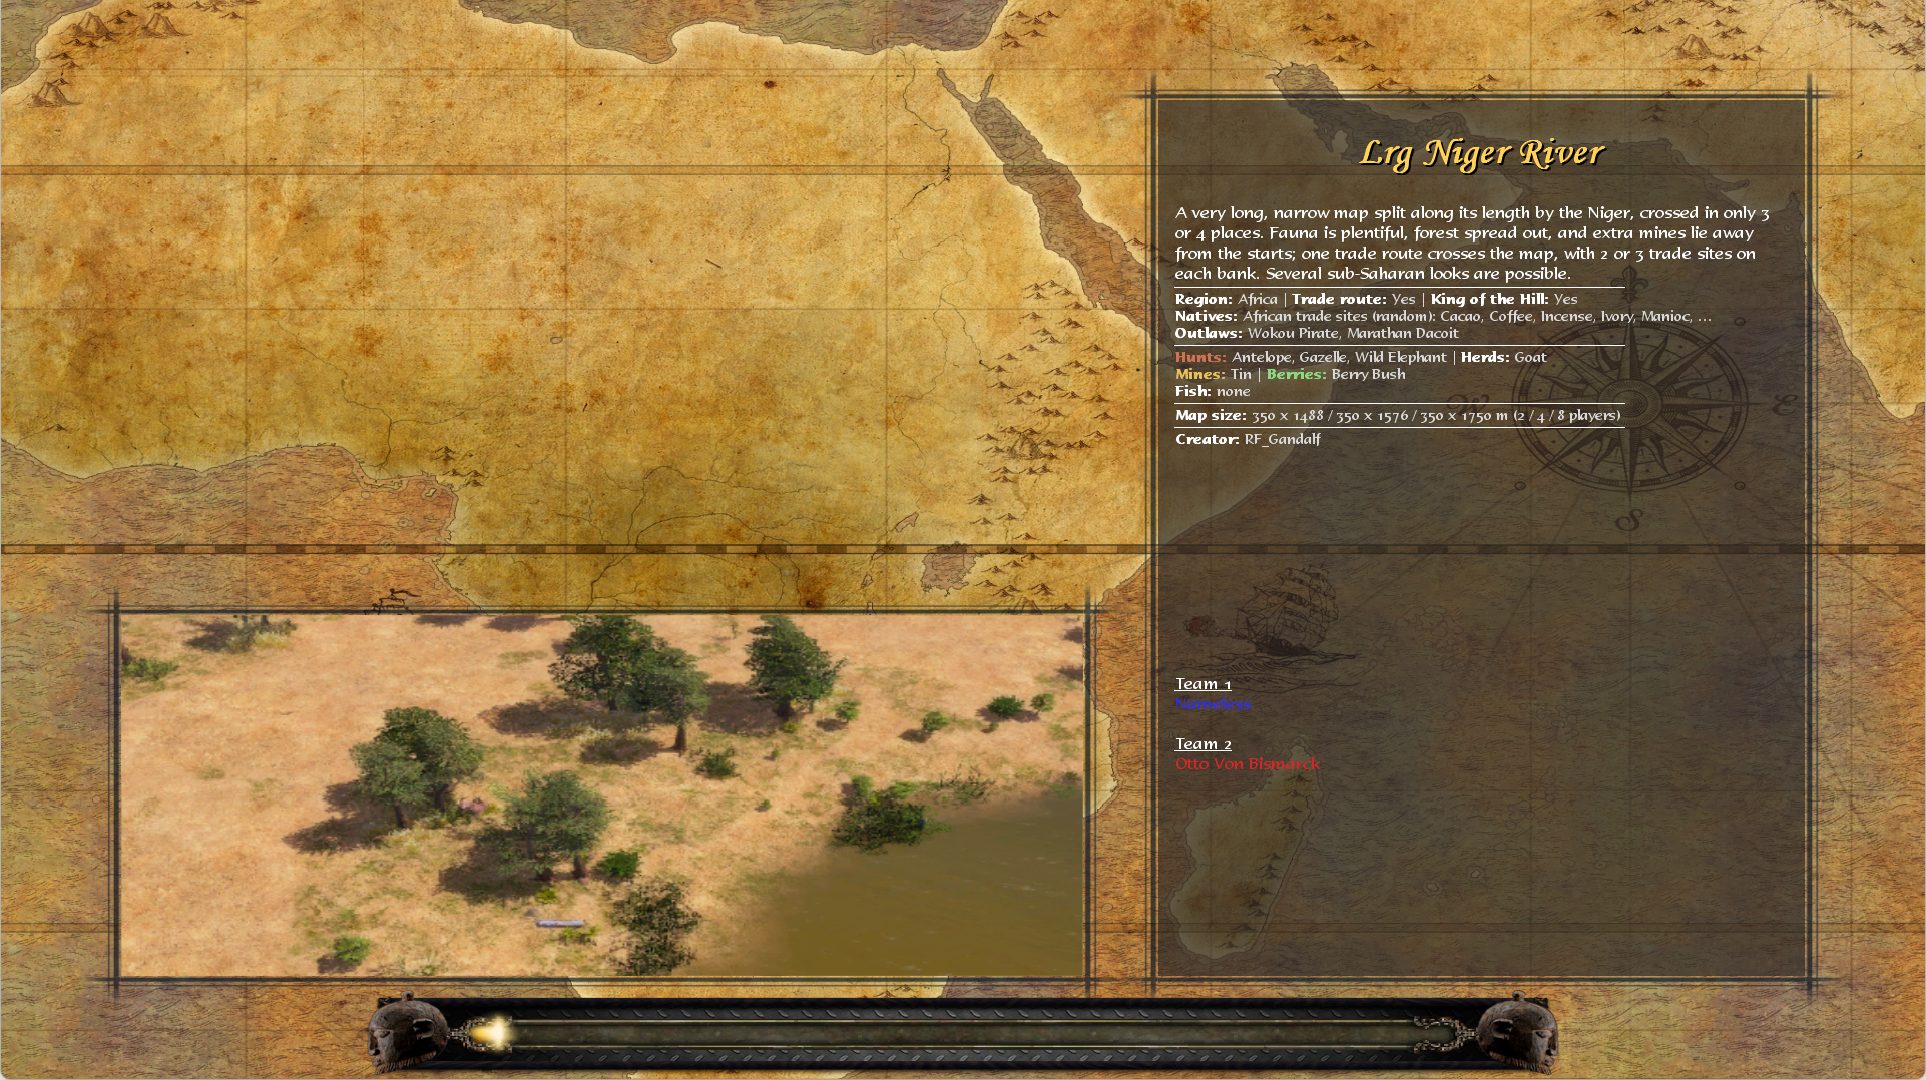 Lrg Niger River
A very long, narrow map split along its length by the Niger, crossed in only 3
or 4 places. Fauna is plentiful, forest spread out, and extra mines lie away
from the starts; one trade route crosses the map, with 2 or 3 trade sites on
each bank. Several sub-Saharan looks are possible.
Region: Africa | Trade route: Yes | King of the Hill: Yes
Natives: African trade sites (random): Cacao, Coffee, Incense, Ivory, Manioc, ...
Outlaws: Wokou Pirate, Marathan Dacoit
Hunts: Antelope, Gazelle, Wild Elephant | Herds: Goat
Mines: Tin | Berries: Berry Bush
Fish: none
Map size: 350 x 1488 / 350 x 1576 / 350 x 1750 m (2 / 4 / 8 players)
Creator: RF_Gandalf
W
E
S
Team 1
Nameless
Team 2
Otto Von Bismarck